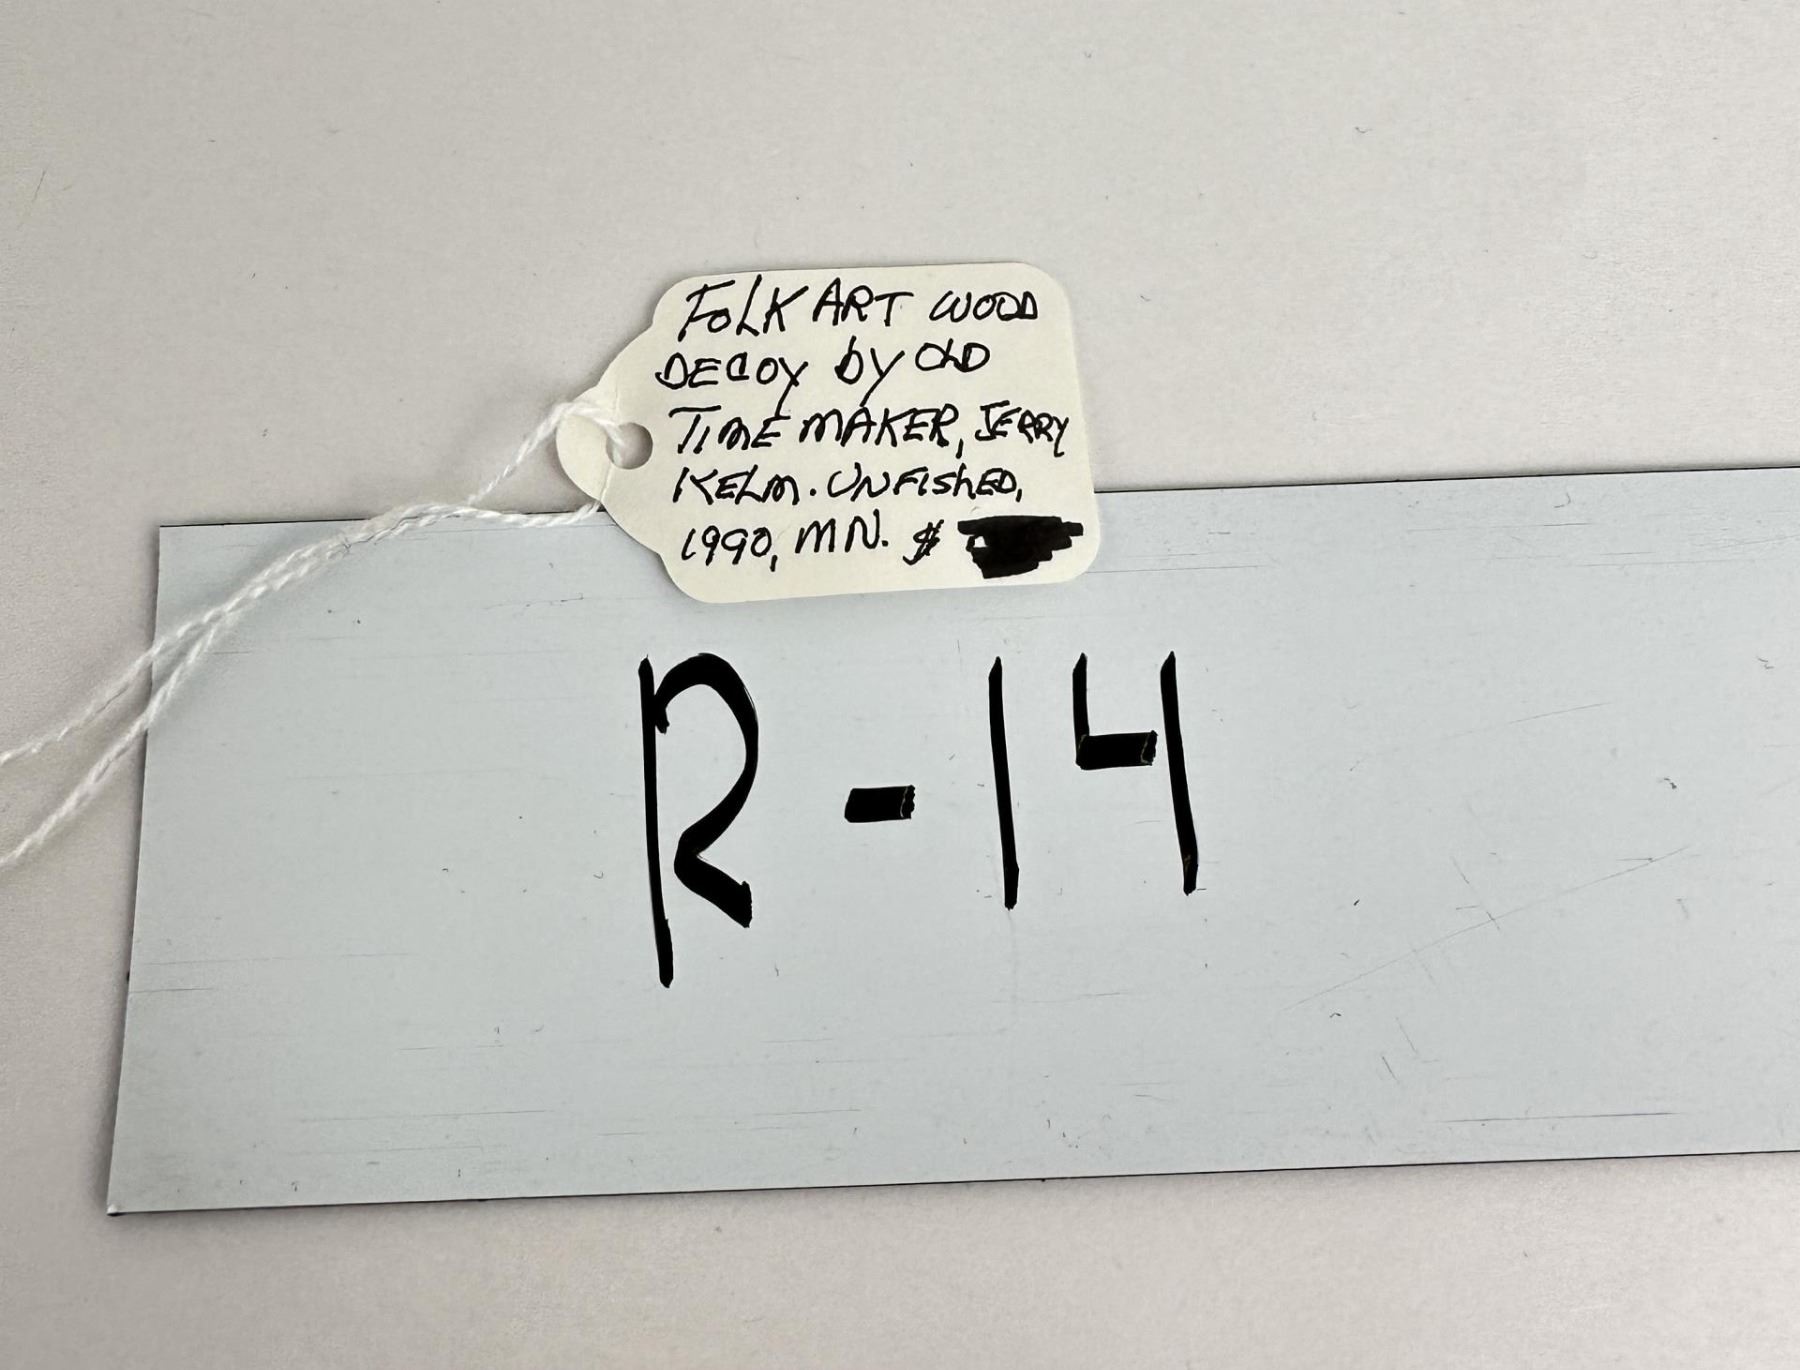 FOLK ART WOOD
DECOY by OLD
TIME MAKER, JERRY
KELM. UNFISHED,
1990, MN. $
R-14